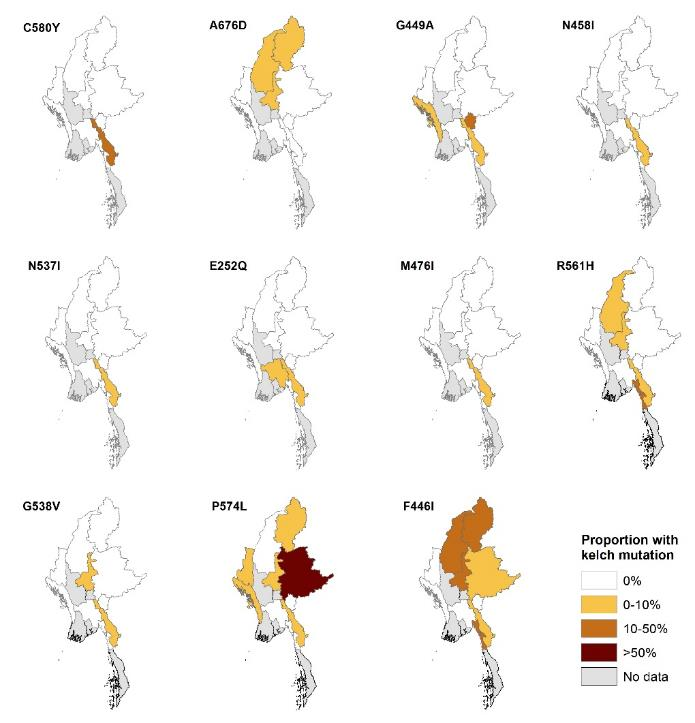 C580Y
A676D
G449A
N458I
N537I
E252Q
M476I
R561H
G538V
P574L
F446I
Proportion with
kelch mutation
0%
0-10%
10-50%
>50%
No data